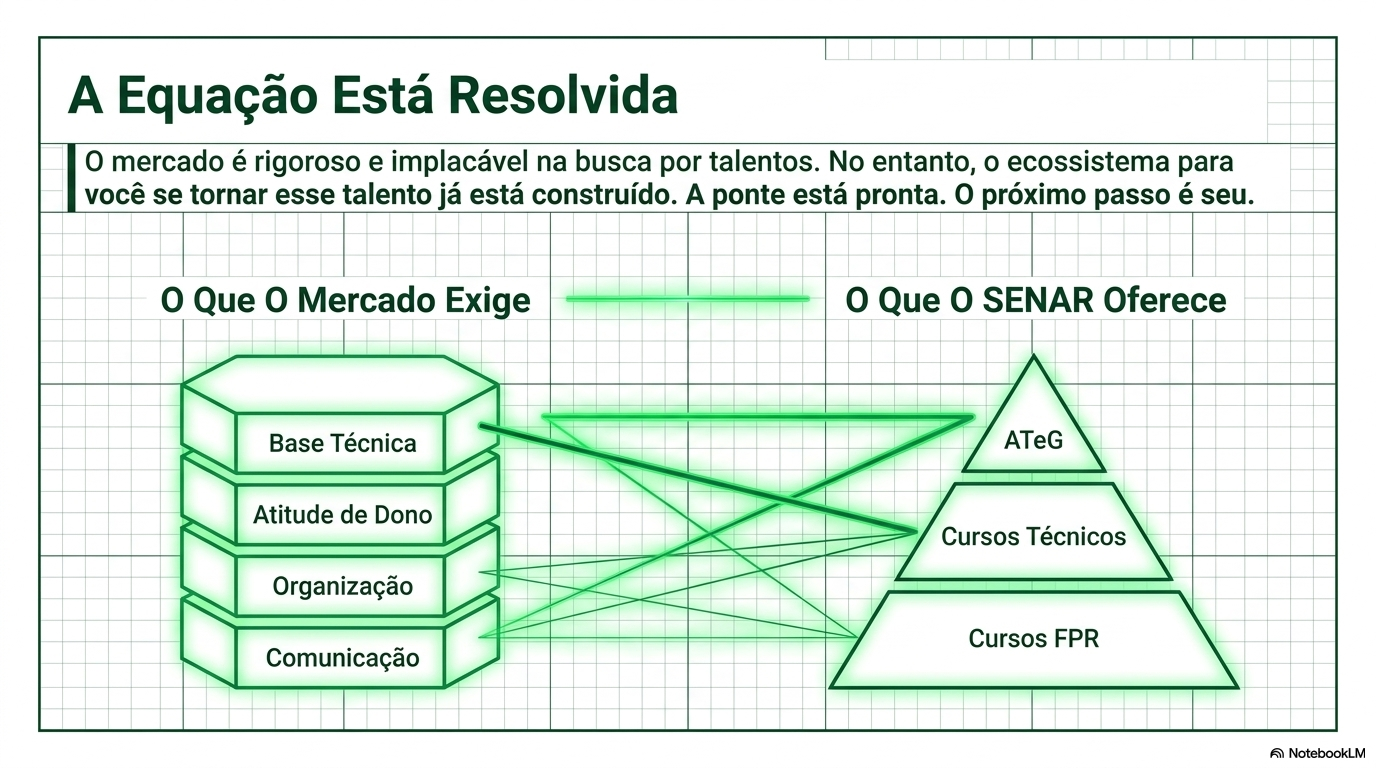 A Equação Está Resolvida
O mercado é rigoroso e implacável na busca por talentos. No entanto, o ecossistema para
você se tornar esse talento já está construído. A ponte está pronta. O próximo passo é seu.
O Que O Mercado Exige
Base Técnica
Atitude de Dono
Organização
Comunicação
O Que O SENAR Oferece
ATeG
Cursos Técnicos
Cursos FPR
NotebookLM